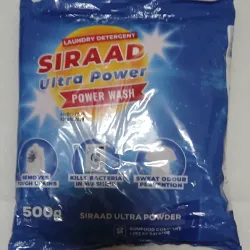 LAUNDRY DETERGENT
SIRAAD
Ultra Power
POWER WASH
REMOVES
TOUGH STAINS
KILLS BACTERIA
SWEAT ODOUR
PREVENTION
500g
SIRAAD ULTRA POWDER